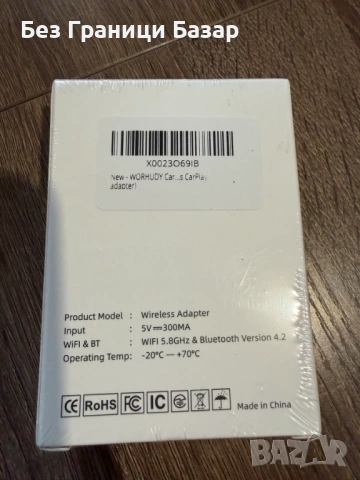 Без Граници Базар
X0023O69IB
New - WORHUDY Car...s CarPlay
adapter)
Product Model : Wireless Adapter
Input : 5V⎓300MA
WiFi & BT : WIFI 5.8GHz & Bluetooth Version 4.2
Operating Temp: -20°C — +70°C
CE RoHS FC IC Made in China
BAZAR